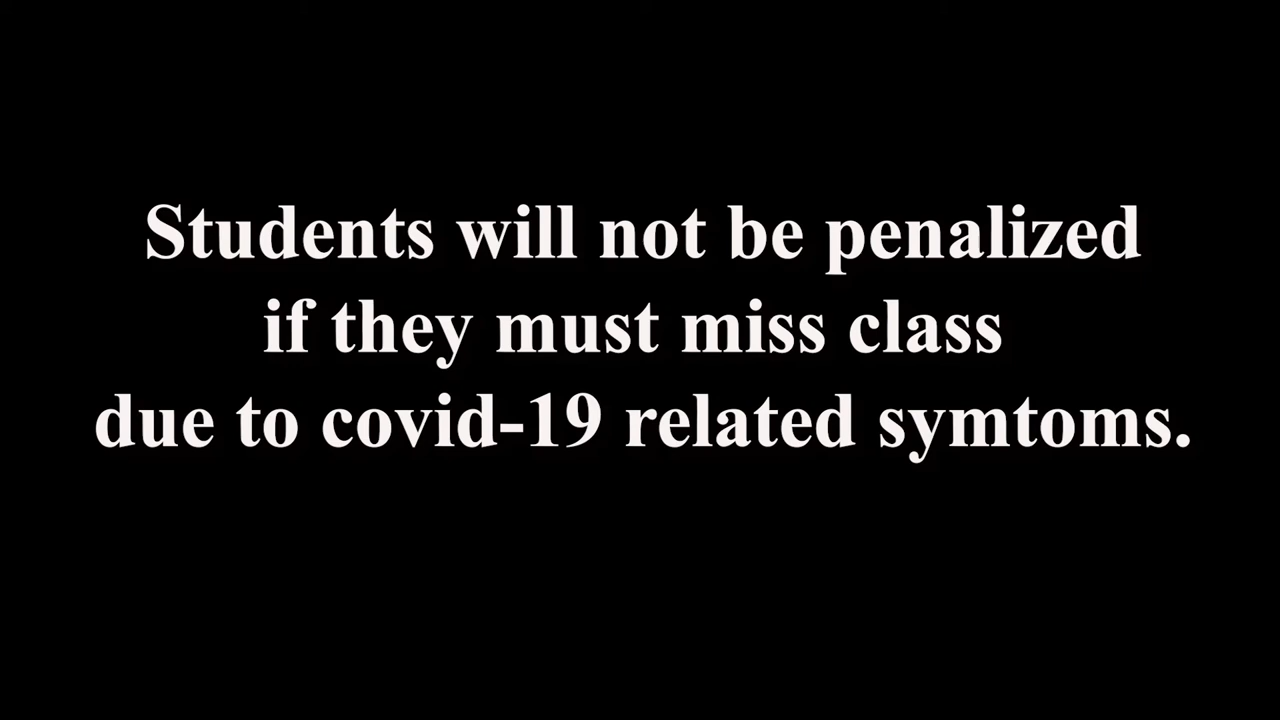 Students will not be penalized
if they must miss class
due to covid-19 related symtoms.